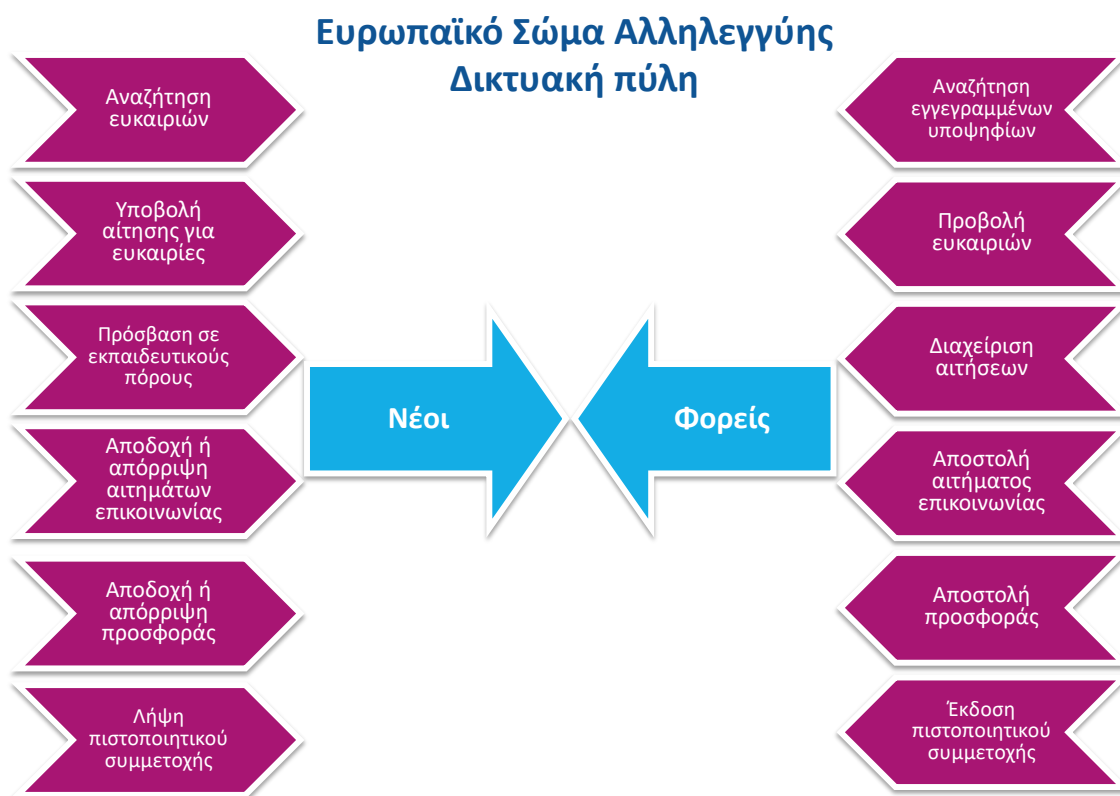 Ευρωπαϊκό Σώμα Αλληλεγγύης
Δικτυακή πύλη
Αναζήτηση
ευκαιριών
Υποβολή
αίτησης για
ευκαιρίες
Πρόσβαση σε
εκπαιδευτικούς
πόρους
Αποδοχή ή
απόρριψη
αιτημάτων
επικοινωνίας
Αποδοχή ή
απόρριψη
προσφοράς
Λήψη
πιστοποιητικού
συμμετοχής
Νέοι
Φορείς
Αναζήτηση
εγγεγραμμένων
υποψηφίων
Προβολή
ευκαιριών
Διαχείριση
αιτήσεων
Αποστολή
αιτήματος
επικοινωνίας
Αποστολή
προσφοράς
Έκδοση
πιστοποιητικού
συμμετοχής